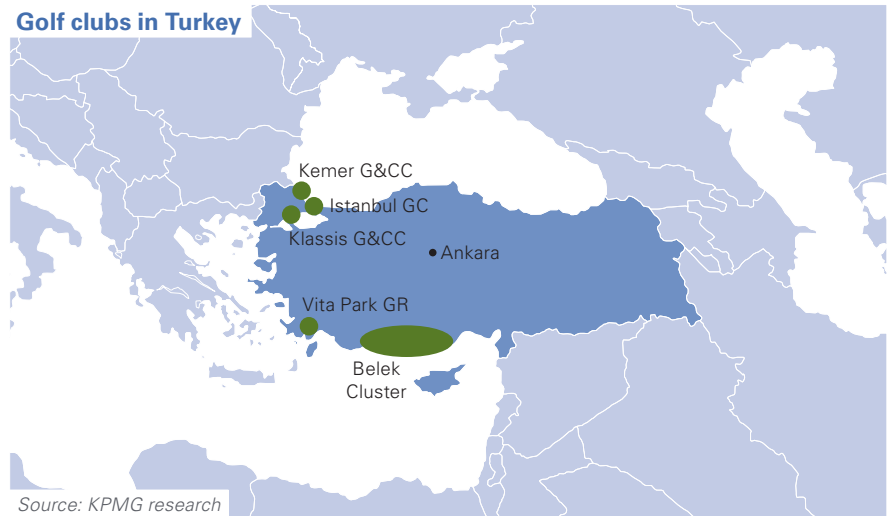 Golf clubs in Turkey
Kemer G&CC
Istanbul GC
Klassis G&CC
Ankara
Vita Park GR
Belek
Cluster
Source: KPMG research